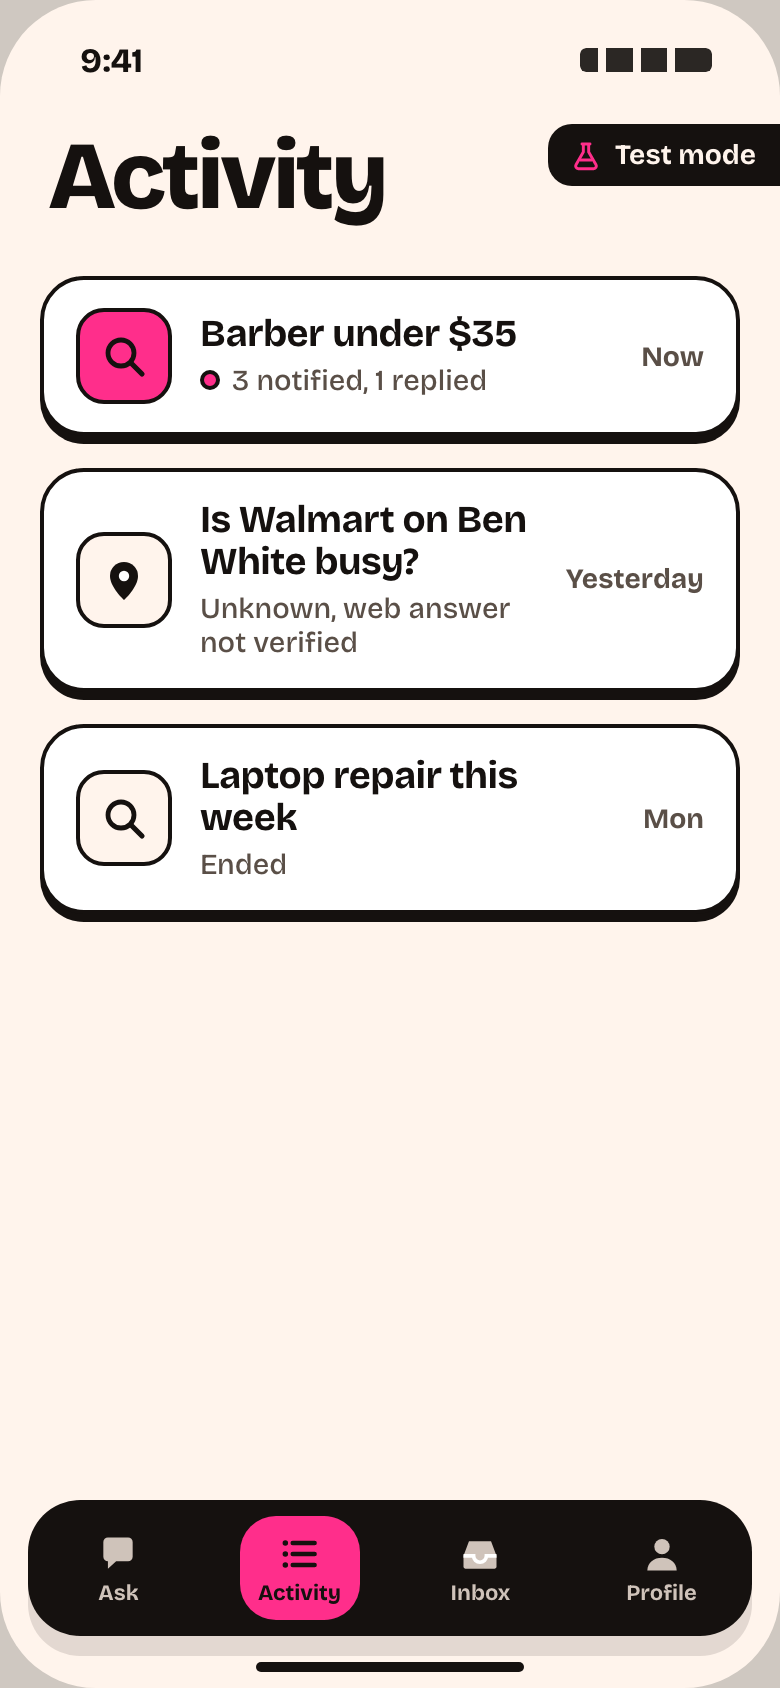 9:41
Activity
Test mode
Barber under $35
3 notified, 1 replied
Now
Is Walmart on Ben
White busy?
Unknown, web answer
not verified
Yesterday
Laptop repair this
week
Ended
Mon
Ask
Activity
Inbox
Profile